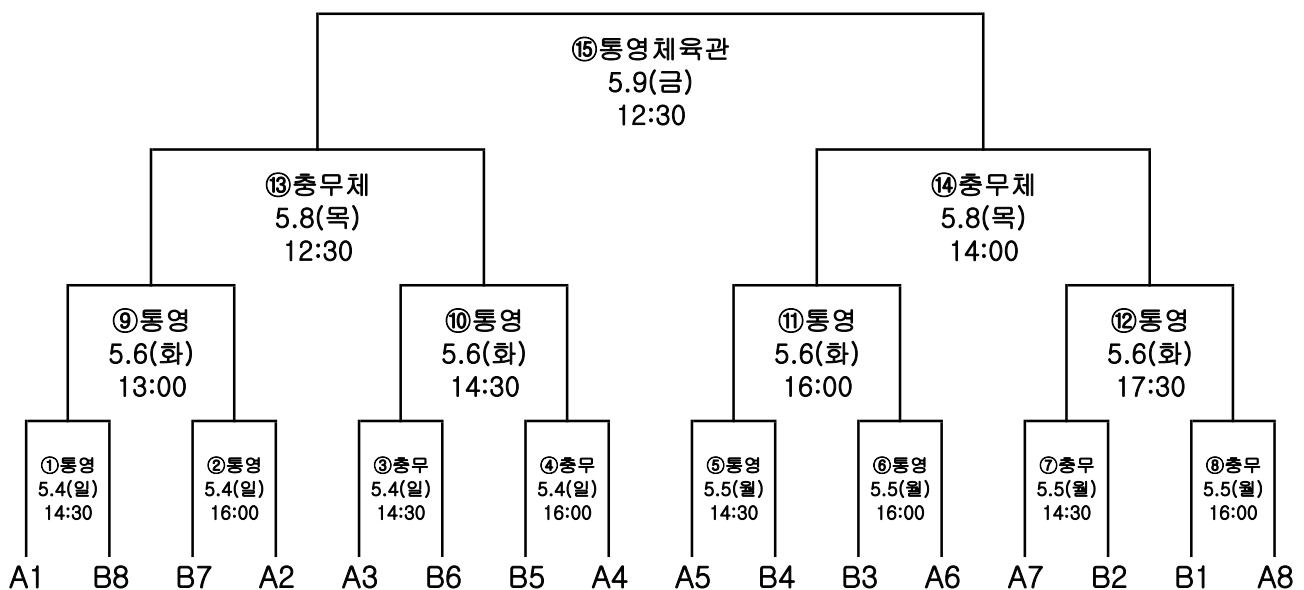 ⑮통영체육관
5.9(금)
12:30
⑬충무체
5.8(목)
12:30
⑭충무체
5.8(목)
14:00
⑨통영
5.6(화)
13:00
⑩통영
5.6(화)
14:30
⑪통영
5.6(화)
16:00
⑫통영
5.6(화)
17:30
①통영
5.4(일)
14:30
②통영
5.4(일)
16:00
③충무
5.4(일)
14:30
④충무
5.4(일)
16:00
⑤통영
5.5(월)
14:30
⑥통영
5.5(월)
16:00
⑦충무
5.5(월)
14:30
⑧충무
5.5(월)
16:00
A1 B8 B7 A2 A3 B6 B5 A4 A5 B4 B3 A6 A7 B2 B1 A8